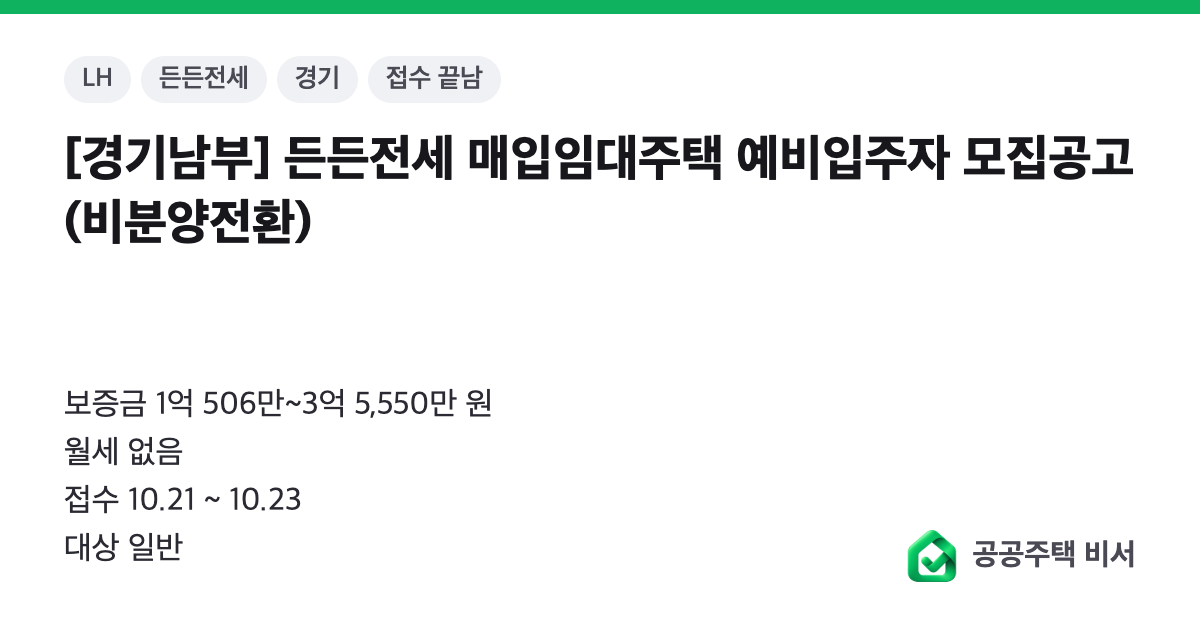 LH 든든전세 경기 접수 끝남
[경기남부] 든든전세 매입임대주택 예비입주자 모집공고
(비분양전환)
보증금 1억 506만~3억 5,550만 원
월세 없음
접수 10.21 ~ 10.23
대상 일반
공공주택 비서